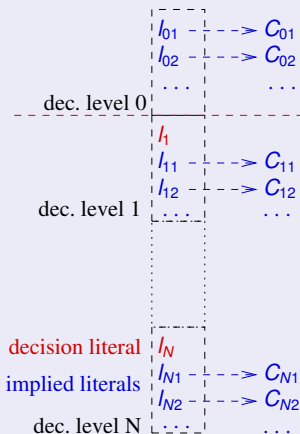 l01 C01
l02 C02
... ...
dec. level 0
l1
l11 C11
l12 C12
dec. level 1 ... ...
decision literal lN
implied literals lN1 CN1
lN2 CN2
dec. level N ... ...